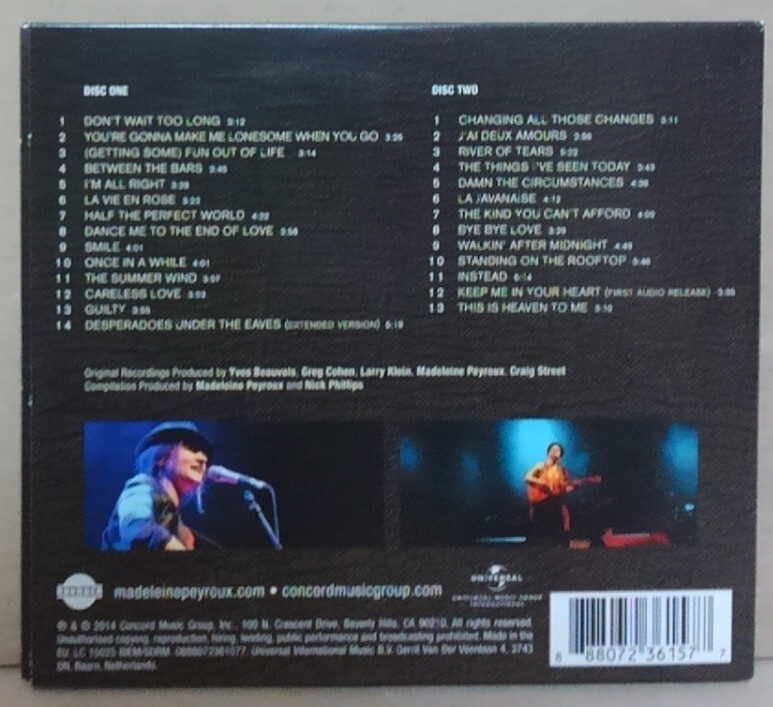 DISC ONE
1 DON'T WAIT TOO LONG 3:12
2 YOU'RE GONNA MAKE ME LONESOME WHEN YOU GO 3:25
3 (GETTING SOME) FUN OUT OF LIFE 3:14
4 BETWEEN THE BARS 3:45
5 I'M ALL RIGHT 3:29
6 LA VIE EN ROSE 3:23
7 HALF THE PERFECT WORLD 4:22
8 DANCE ME TO THE END OF LOVE 3:56
9 SMILE 4:01
10 ONCE IN A WHILE 4:01
11 THE SUMMER WIND 3:57
12 CARELESS LOVE 3:53
13 GUILTY 3:55
14 DESPERADOES UNDER THE EAVES (EXTENDED VERSION) 5:19
DISC TWO
1 CHANGING ALL THOSE CHANGES 3:11
2 J'AI DEUX AMOURS 2:56
3 RIVER OF TEARS 5:22
4 THE THINGS I'VE SEEN TODAY 3:43
5 DAMN THE CIRCUMSTANCES 4:38
6 LA JAVANAISE 4:12
7 THE KIND YOU CAN'T AFFORD 4:00
8 BYE BYE LOVE 3:29
9 WALKIN' AFTER MIDNIGHT 4:49
10 STANDING ON THE ROOFTOP 5:46
11 INSTEAD 5:14
12 KEEP ME IN YOUR HEART (FIRST AUDIO RELEASE) 3:35
13 THIS IS HEAVEN TO ME 3:10
Original Recordings Produced by Yves Beauvais, Greg Cohen, Larry Klein, Madeleine Peyroux, Craig Street
Compilation Produced by Madeleine Peyroux and Nick Phillips
madeleinepeyroux.com • concordmusicgroup.com
UNIVERSAL
UNIVERSAL MUSIC GROUP
INTERNATIONAL
℗ & © 2014 Concord Music Group, Inc., 100 N. Crescent Drive, Beverly Hills, CA 90210. All rights reserved.
Unauthorised copying, reproduction, hiring, lending, public performance and broadcasting prohibited. Made in the
EU. LC 15025 BIEM/SDRM. 0888072361577. Universal International Music B.V. Gerrit Van Der Veenlaan 4, 3743
DN, Baarn, Netherlands.
8 88072 36157 7